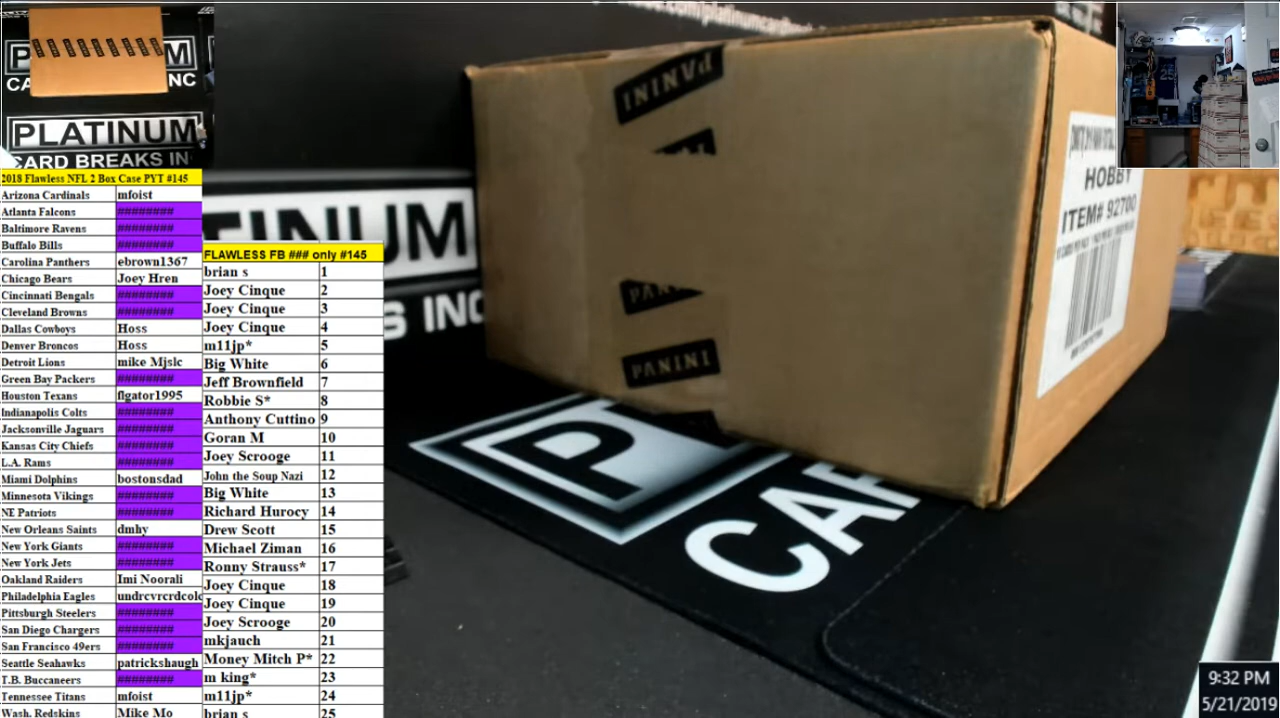 PLATINUM
CARD BREAKS IN
2018 Flawless NFL 2 Box Case PYT #145
Arizona Cardinals mfoist
Atlanta Falcons ########
Baltimore Ravens ########
Buffalo Bills ########
Carolina Panthers ebrown1367
Chicago Bears Joey Hren
Cincinnati Bengals ########
Cleveland Browns ########
Dallas Cowboys Hoss
Denver Broncos Hoss
Detroit Lions mike Mjslc
Green Bay Packers ########
Houston Texans flgator1995
Indianapolis Colts ########
Jacksonville Jaguars ########
Kansas City Chiefs ########
L.A. Rams ########
Miami Dolphins bostonsdad
Minnesota Vikings ########
NE Patriots ########
New Orleans Saints dmhy
New York Giants ########
New York Jets ########
Oakland Raiders Imi Noorali
Philadelphia Eagles undrcvrcrdcolc
Pittsburgh Steelers ########
San Diego Chargers ########
San Francisco 49ers ########
Seattle Seahawks patrickshaugh
T.B. Buccaneers ########
Tennessee Titans mfoist
Wash. Redskins Mike Mo
FLAWLESS FB ### only #145
brian s 1
Joey Cinque 2
Joey Cinque 3
Joey Cinque 4
m11jp* 5
Big White 6
Jeff Brownfield 7
Robbie S* 8
Anthony Cuttino 9
Goran M 10
Joey Scrooge 11
John the Soup Nazi 12
Big White 13
Richard Hurocy 14
Drew Scott 15
Michael Ziman 16
Ronny Strauss* 17
Joey Cinque 18
Joey Cinque 19
Joey Scrooge 20
mkjauch 21
Money Mitch P* 22
m king* 23
m11jp* 24
brian s 25
TINUM
S INC
PANINI
PANINI
HOBBY
ITEM# 92700
P
CAR
9:32 PM
5/21/2019